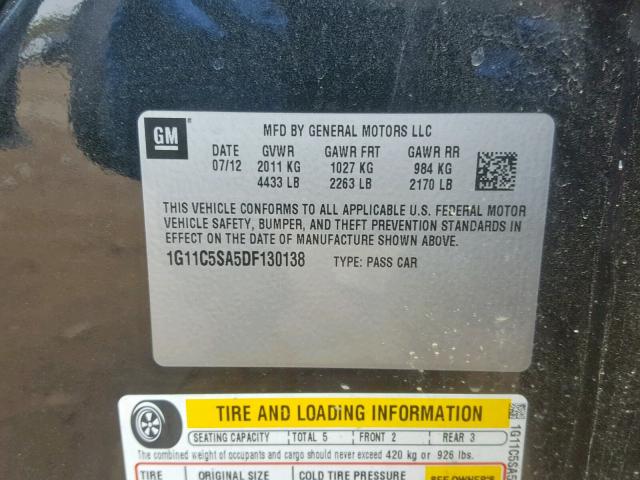 GM ®
MFD BY GENERAL MOTORS LLC
DATE GVWR GAWR FRT GAWR RR
07/12 2011 KG 1027 KG 984 KG
4433 LB 2263 LB 2170 LB
THIS VEHICLE CONFORMS TO ALL APPLICABLE U.S. FEDERAL MOTOR
VEHICLE SAFETY, BUMPER, AND THEFT PREVENTION STANDARDS IN
EFFECT ON THE DATE OF MANUFACTURE SHOWN ABOVE.
1G11C5SA5DF130138 TYPE: PASS CAR
TIRE AND LOADING INFORMATION
SEATING CAPACITY TOTAL 5 FRONT 2 REAR 3
The combined weight of occupants and cargo should never exceed 420 kg or 926 lbs.
TIRE ORIGINAL SIZE COLD TIRE PRESSURE SEE OWNER'S
1G11C5SA5